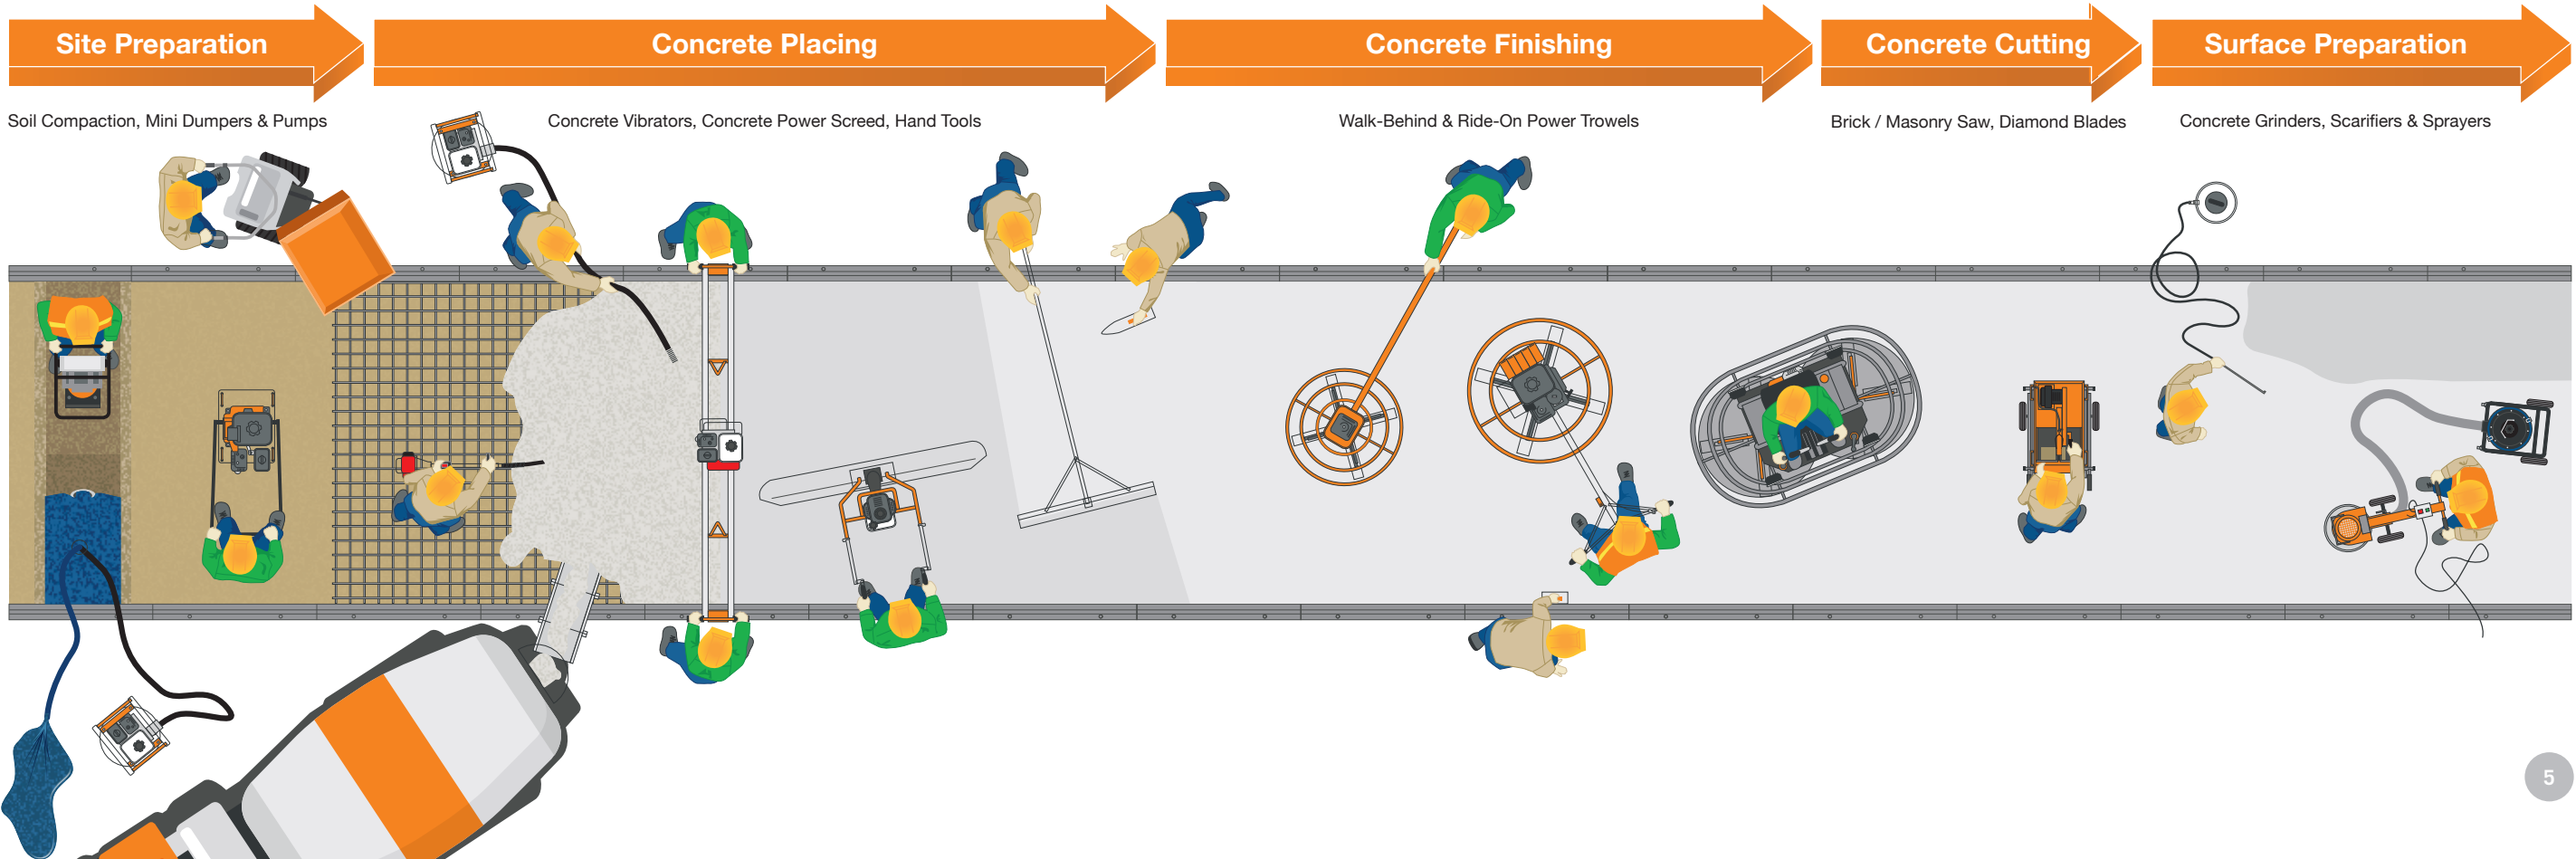 Site Preparation
Concrete Placing
Concrete Finishing
Concrete Cutting
Surface Preparation
Soil Compaction, Mini Dumpers & Pumps
Concrete Vibrators, Concrete Power Screed, Hand Tools
Walk-Behind & Ride-On Power Trowels
Brick / Masonry Saw, Diamond Blades
Concrete Grinders, Scarifiers & Sprayers
5